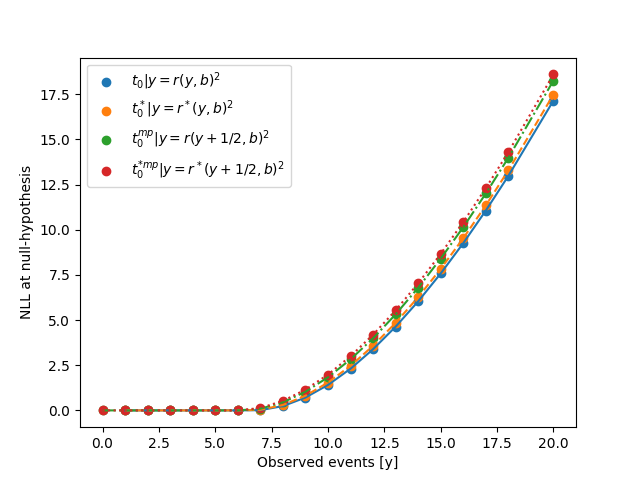 t₀|y = r(y, b)²
t₀*|y = r*(y, b)²
t₀ᵐᵖ|y = r(y + 1/2, b)²
t₀*ᵐᵖ|y = r*(y + 1/2, b)²
NLL at null-hypothesis
17.5
15.0
12.5
10.0
7.5
5.0
2.5
0.0
0.0 2.5 5.0 7.5 10.0 12.5 15.0 17.5 20.0
Observed events [y]